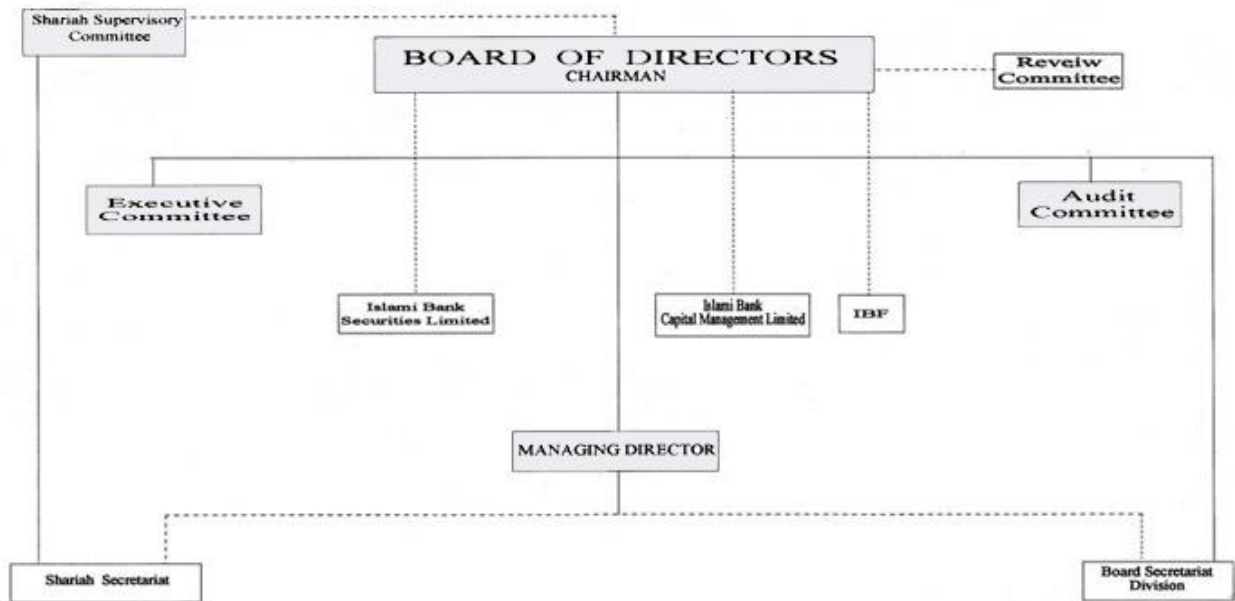 Shariah Supervisory
Committee
BOARD OF DIRECTORS
CHAIRMAN
Reveiw
Committee
Executive
Committee
Audit
Committee
Islami Bank
Securities Limited
Islami Bank
Capital Management Limited
IBF
MANAGING DIRECTOR
Shariah Secretariat
Board Secretariat
Division